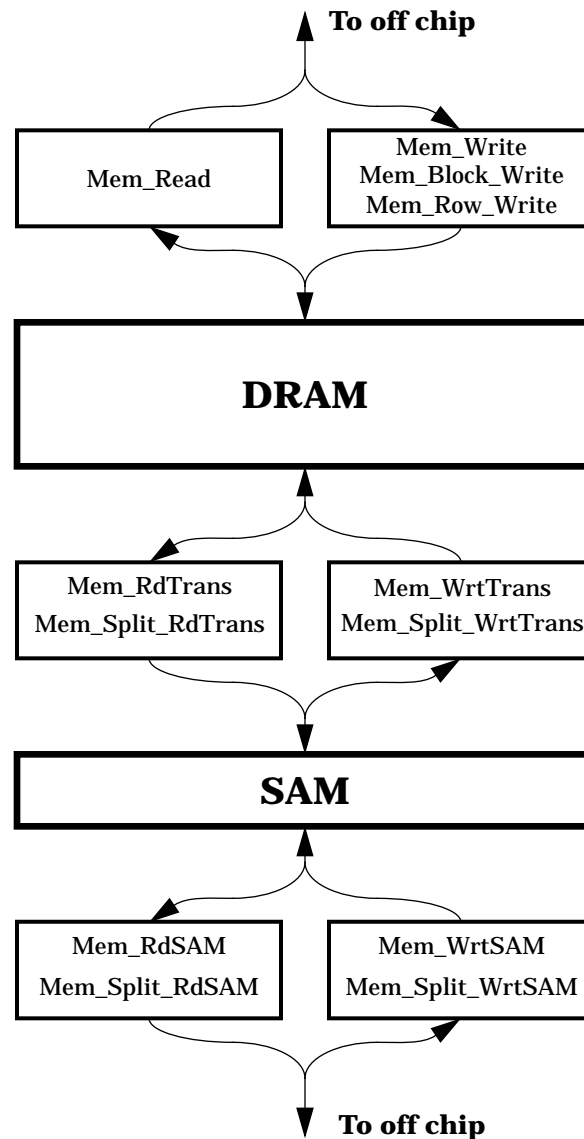 To off chip
Mem_Read
Mem_Write
Mem_Block_Write
Mem_Row_Write
DRAM
Mem_RdTrans
Mem_Split_RdTrans
Mem_WrtTrans
Mem_Split_WrtTrans
SAM
Mem_RdSAM
Mem_Split_RdSAM
Mem_WrtSAM
Mem_Split_WrtSAM
To off chip